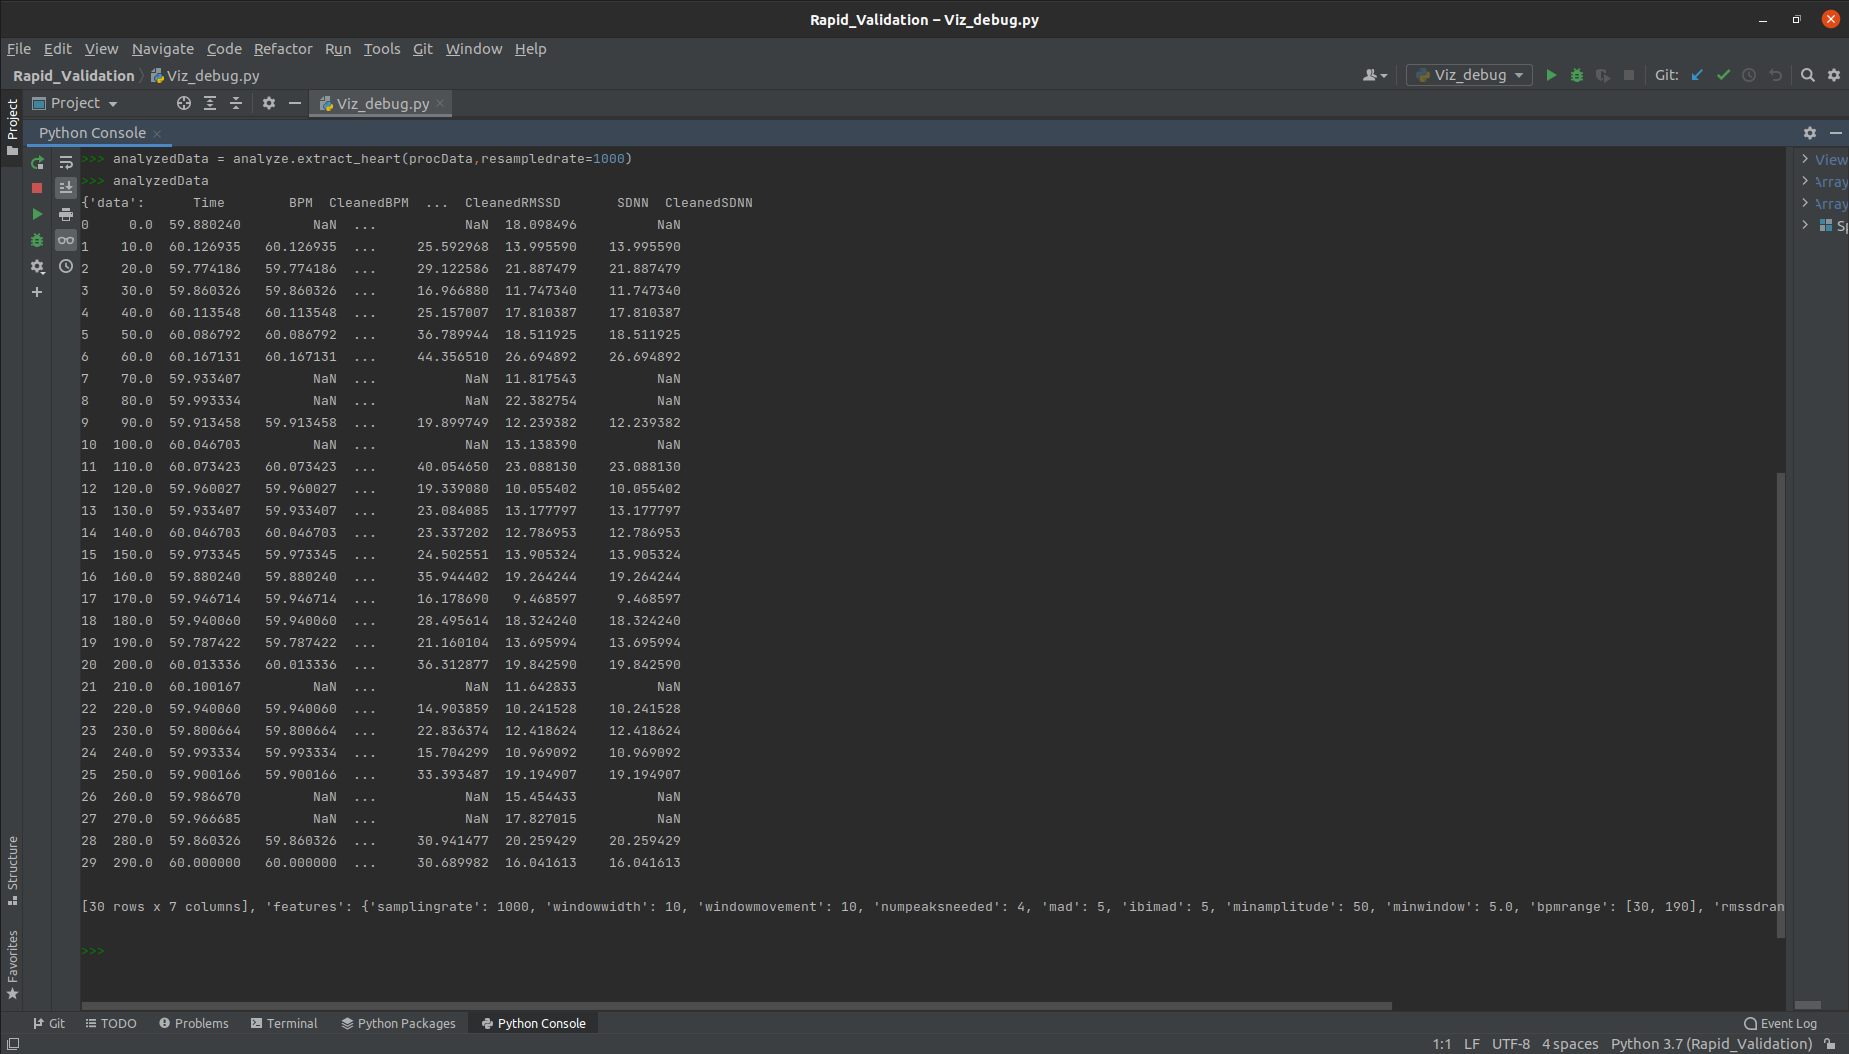 Rapid_Validation – Viz_debug.py
File Edit View Navigate Code Refactor Run Tools Git Window Help
Rapid_Validation Viz_debug.py Viz_debug Git:
Project Viz_debug.py
Project
Python Console
>>> analyzedData = analyze.extract_heart(procData,resampledrate=1000)
>>> analyzedData
{'data': Time BPM CleanedBPM ... CleanedRMSSD SDNN CleanedSDNN
0 0.0 59.880240 NaN ... NaN 18.098496 NaN
1 10.0 60.126935 60.126935 ... 25.592968 13.995590 13.995590
2 20.0 59.774186 59.774186 ... 29.122586 21.887479 21.887479
3 30.0 59.860326 59.860326 ... 16.966880 11.747340 11.747340
4 40.0 60.113548 60.113548 ... 25.157007 17.810387 17.810387
5 50.0 60.086792 60.086792 ... 36.789944 18.511925 18.511925
6 60.0 60.167131 60.167131 ... 44.356510 26.694892 26.694892
7 70.0 59.933407 NaN ... NaN 11.817543 NaN
8 80.0 59.993334 NaN ... NaN 22.382754 NaN
9 90.0 59.913458 59.913458 ... 19.899749 12.239382 12.239382
10 100.0 60.046703 NaN ... NaN 13.138390 NaN
11 110.0 60.073423 60.073423 ... 40.054650 23.088130 23.088130
12 120.0 59.960027 59.960027 ... 19.339080 10.055402 10.055402
13 130.0 59.933407 59.933407 ... 23.084085 13.177797 13.177797
14 140.0 60.046703 60.046703 ... 23.337202 12.786953 12.786953
15 150.0 59.973345 59.973345 ... 24.502551 13.905324 13.905324
16 160.0 59.880240 59.880240 ... 35.944402 19.264244 19.264244
17 170.0 59.946714 59.946714 ... 16.178690 9.468597 9.468597
18 180.0 59.940060 59.940060 ... 28.495614 18.324240 18.324240
19 190.0 59.787422 59.787422 ... 21.160104 13.695994 13.695994
20 200.0 60.013336 60.013336 ... 36.312877 19.842590 19.842590
21 210.0 60.100167 NaN ... NaN 11.642833 NaN
22 220.0 59.940060 59.940060 ... 14.903859 10.241528 10.241528
23 230.0 59.800664 59.800664 ... 22.836374 12.418624 12.418624
24 240.0 59.993334 59.993334 ... 15.704299 10.969092 10.969092
25 250.0 59.900166 59.900166 ... 33.393487 19.194907 19.194907
26 260.0 59.986670 NaN ... NaN 15.454433 NaN
27 270.0 59.966685 NaN ... NaN 17.827015 NaN
28 280.0 59.860326 59.860326 ... 30.941477 20.259429 20.259429
29 290.0 60.000000 60.000000 ... 30.689982 16.041613 16.041613
[30 rows x 7 columns], 'features': {'samplingrate': 1000, 'windowwidth': 10, 'windowmovement': 10, 'numpeaksneeded': 4, 'mad': 5, 'ibimad': 5, 'minamplitude': 50, 'minwindow': 5.0, 'bpmrange': [30, 190], 'rmssdran
>>>
View
Array
Array
Sp
Structure
Favorites
Git TODO Problems Terminal Python Packages Python Console Event Log
1:1 LF UTF-8 4 spaces Python 3.7 (Rapid_Validation)